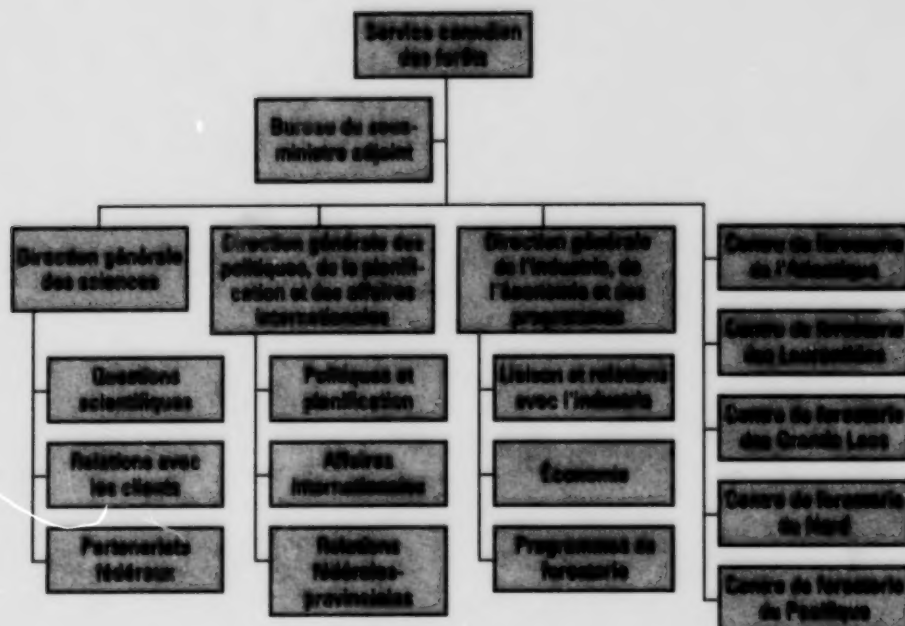 Service canadien
des forêts
Bureau du sous-
ministre adjoint
Direction générale
des sciences
Questions
scientifiques
Relations avec
les clients
Partenariats
fédéraux
Direction générale des
politiques, de la planifi-
cation et des affaires
internationales
Politiques et
planification
Affaires
internationales
Relations
fédérales-
provinciales
Direction générale
de l'industrie, de
l'économie et des
programmes
Liaison et relations
avec l'industrie
Économie
Programmes de
foresterie
Centre de foresterie
de l'Atlantique
Centre de foresterie
des Laurentides
Centre de foresterie
des Grands Lacs
Centre de foresterie
du Nord
Centre de foresterie
du Pacifique